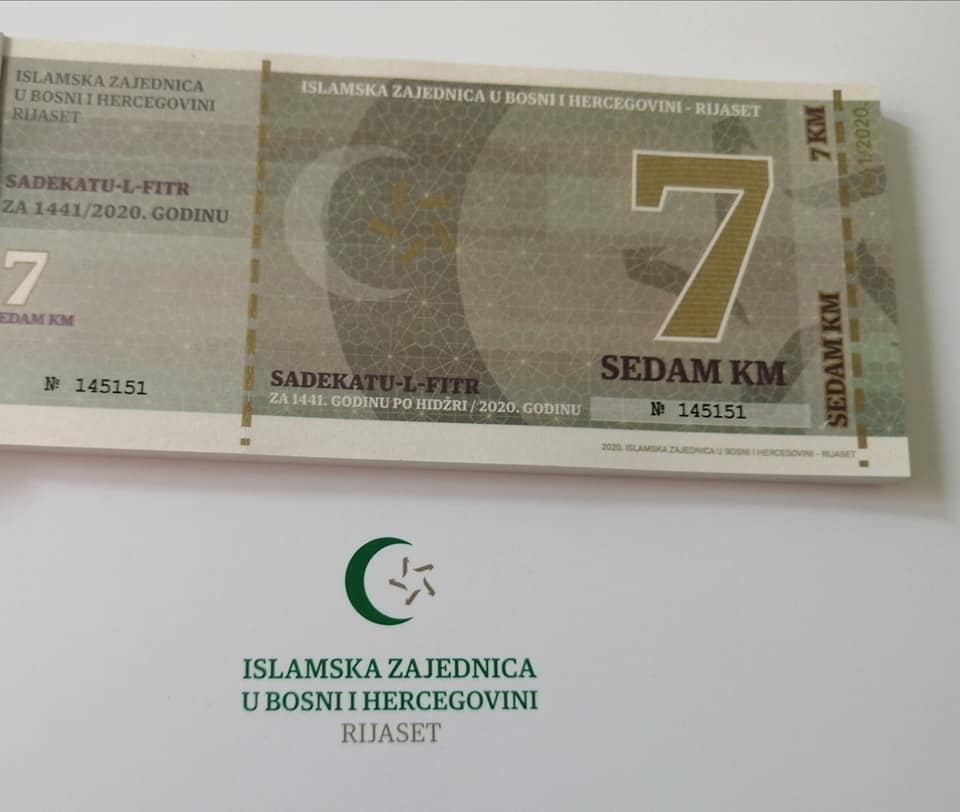 ISLAMSKA ZAJEDNICA
U BOSNI I HERCEGOVINI
RIJASET
SADEKATU-L-FITR
ZA 1441/2020. GODINU
7
SEDAM KM
№ 145151
ISLAMSKA ZAJEDNICA U BOSNI I HERCEGOVINI - RIJASET
7
SEDAM KM
№ 145151
SADEKATU-L-FITR
ZA 1441. GODINU PO HIDŽRI / 2020. GODINU
2020. ISLAMSKA ZAJEDNICA U BOSNI I HERCEGOVINI - RIJASET
7 KM
SEDAM KM
ISLAMSKA ZAJEDNICA
U BOSNI I HERCEGOVINI
RIJASET